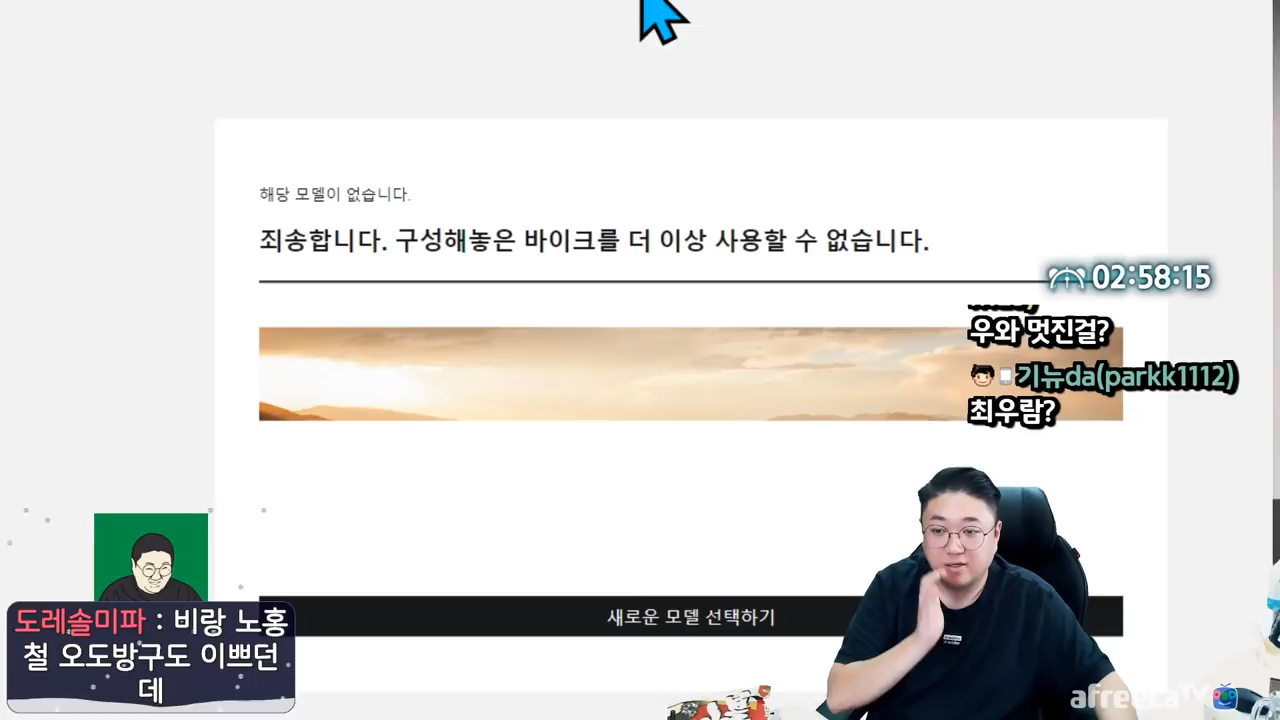 해당 모델이 없습니다.
죄송합니다. 구성해놓은 바이크를 더 이상 사용할 수 없습니다.
02:58:15
우와 멋진걸?
기뉴da(parkk1112)
최우람?
새로운 모델 선택하기
도레솔미파 : 비랑 노홍
철 오도방구도 이쁘던
데
afreecaTV